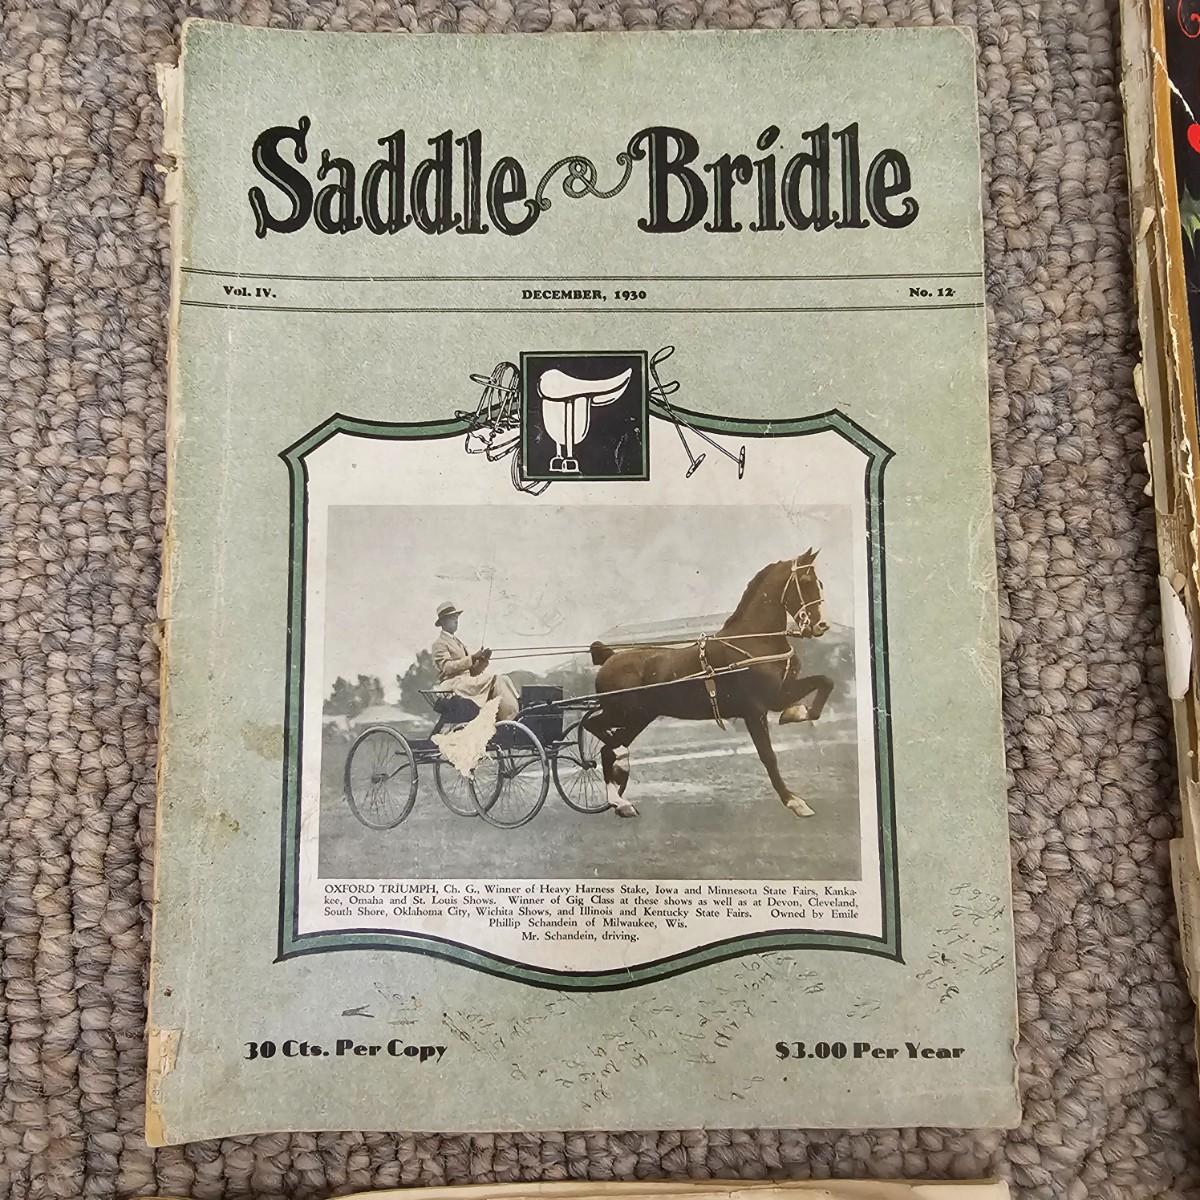 Saddle & Bridle
Vol. IV. DECEMBER, 1930 No. 12
OXFORD TRIUMPH, Ch. G., Winner of Heavy Harness Stake, Iowa and Minnesota State Fairs, Kanka-
kee, Omaha and St. Louis Shows. Winner of Gig Class at these shows as well as at Devon, Cleveland,
South Shore, Oklahoma City, Wichita Shows, and Illinois and Kentucky State Fairs. Owned by Emile
Phillip Schandein of Milwaukee, Wis.
Mr. Schandein, driving.
30 Cts. Per Copy $3.00 Per Year